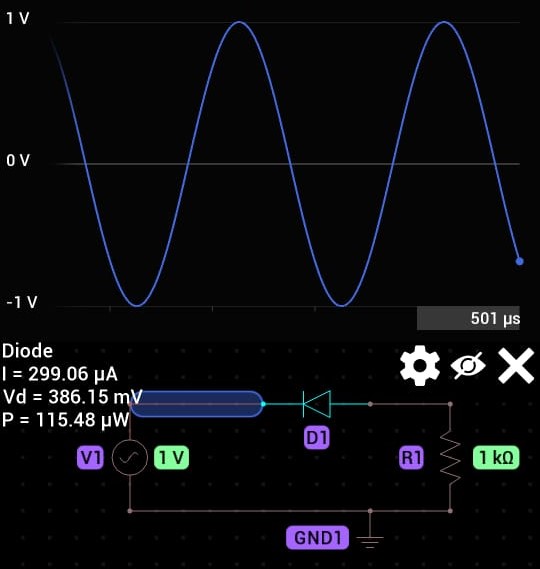 1 V
0 V
-1 V
501 µs
Diode
I = 299.06 µA
Vd = 386.15 mV
P = 115.48 µW
D1
V1
1 V
R1
1 kΩ
GND1